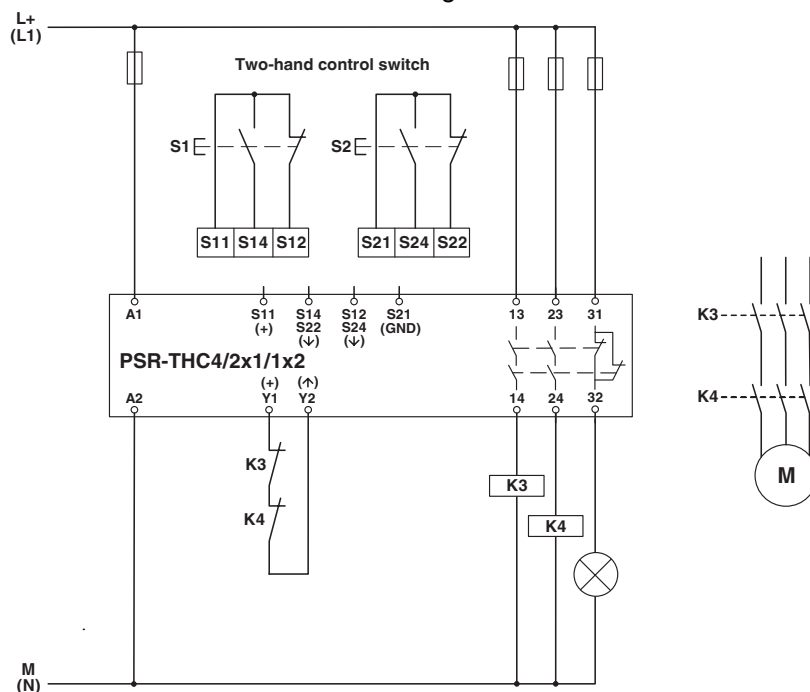 L+
(L1)
Two-hand control switch
S1
S2
S11 S14 S12
S21 S24 S22
A1
S11
(+)
S14
S22
(↓)
S12
S24
(↓)
S21
(GND)
13
23
31
PSR-THC4/2x1/1x2
A2
(+)
Y1
(↑)
Y2
14
24
32
K3
K4
K3
K4
K3
K4
M
M
(N)